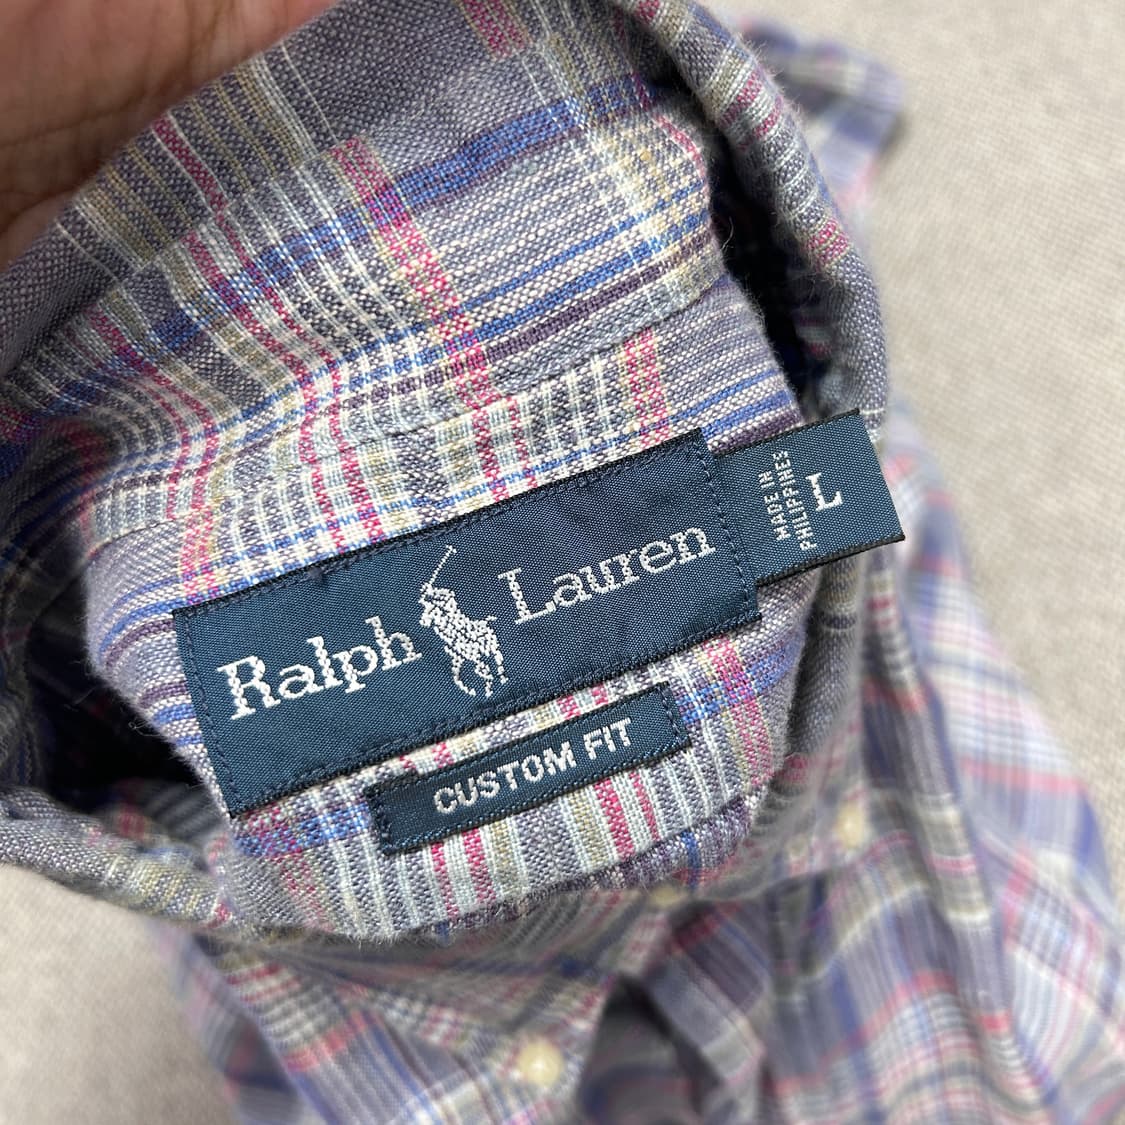 Ralph Lauren
CUSTOM FIT
MADE IN
PHILIPPINES
L